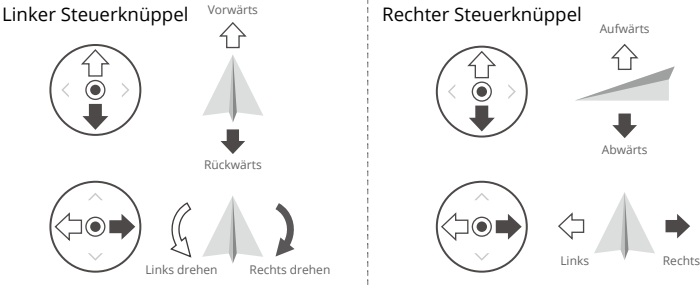 Linker Steuerknüppel
Vorwärts
Rückwärts
Links drehen
Rechts drehen
Rechter Steuerknüppel
Aufwärts
Abwärts
Links
Rechts